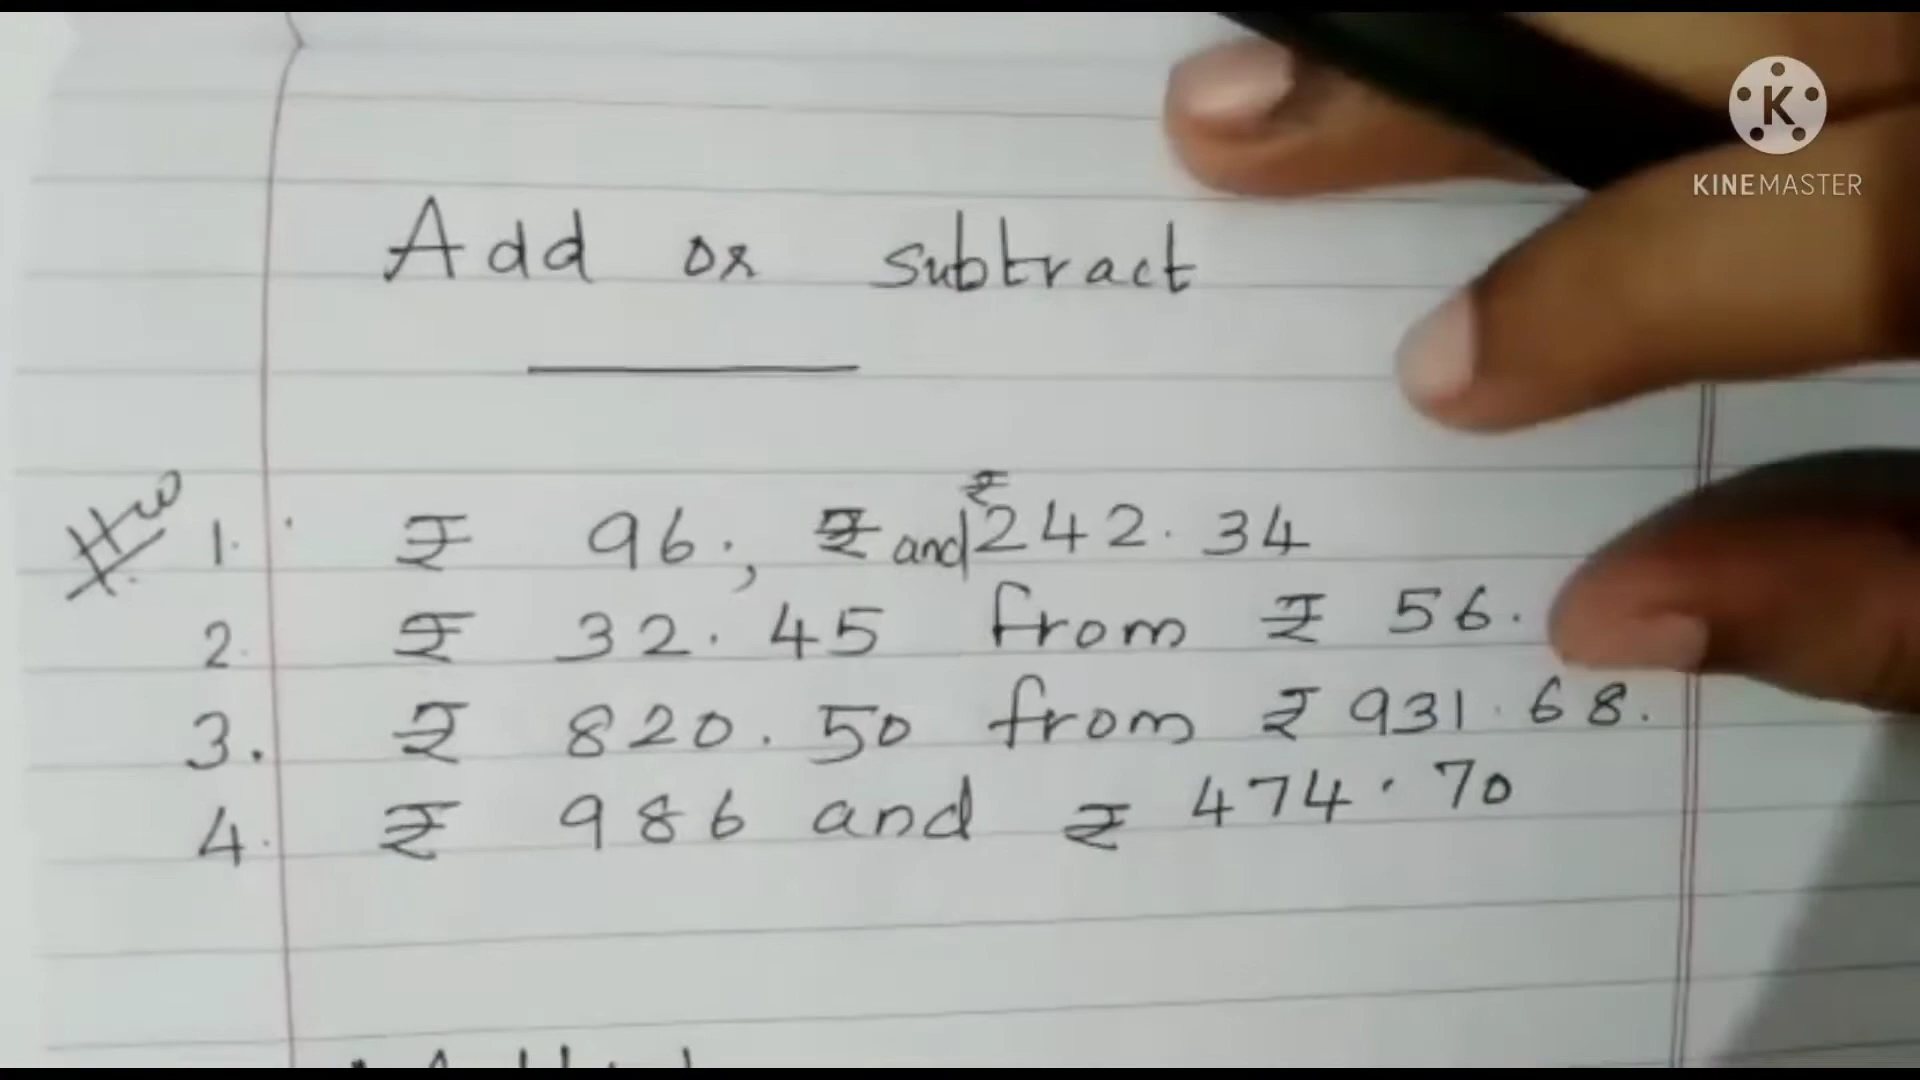 Add or subtract
HW
1. ₹ 96. , ₹ and ₹ 242.34
2. ₹ 32.45 from ₹ 56.
3. ₹ 820.50 from ₹ 931.68.
4. ₹ 986 and ₹ 474.70
K
KINEMASTER